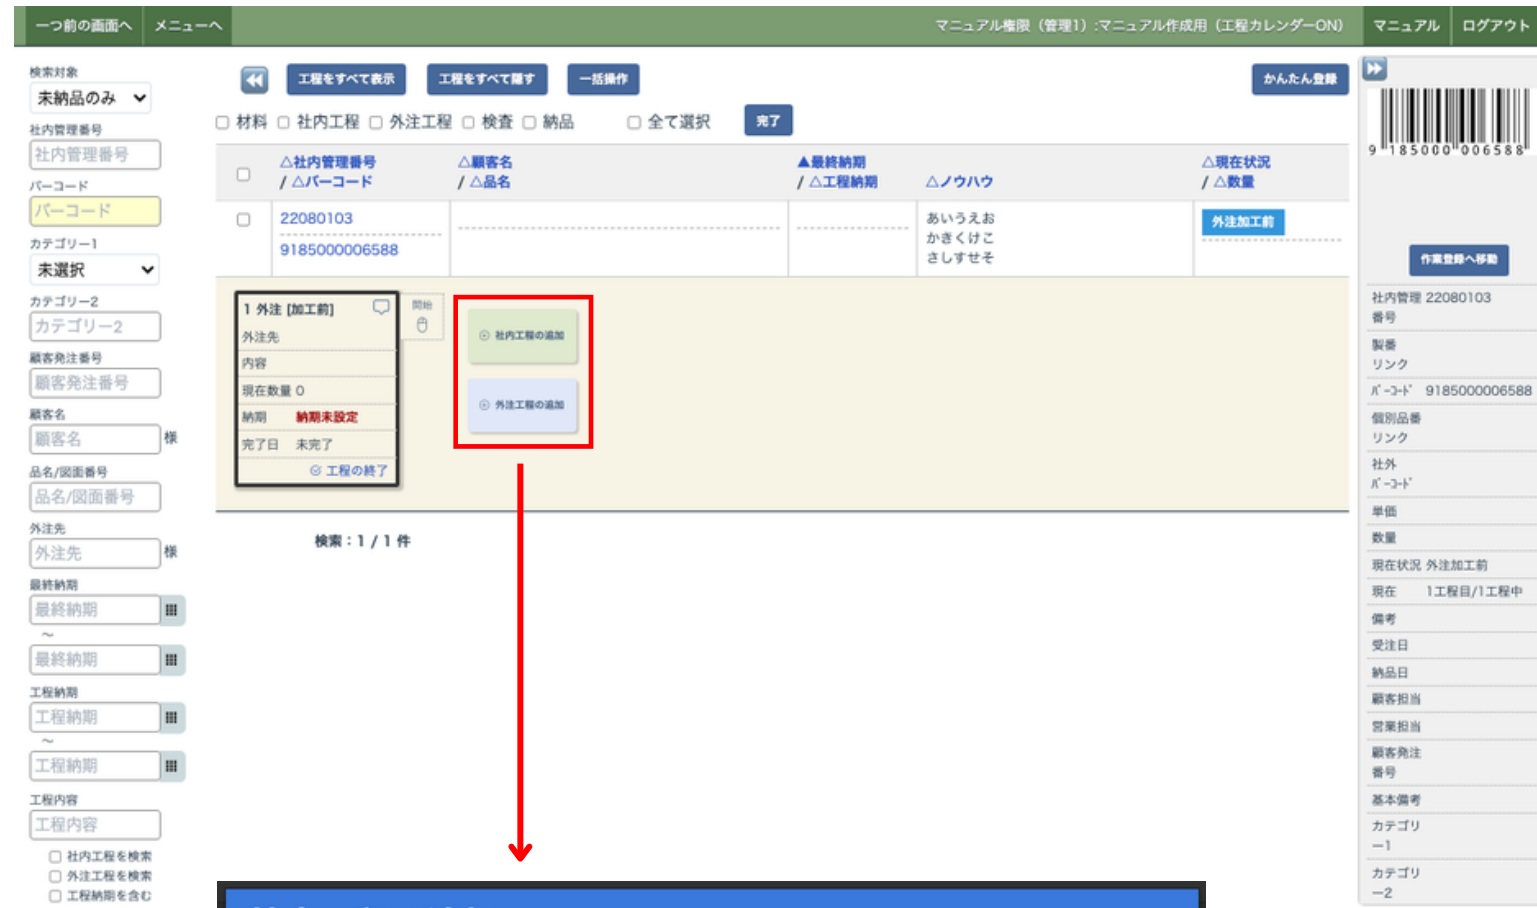 一つ前の画面へ メニューへ マニュアル権限（管理1）:マニュアル作成用（工程カレンダーON） マニュアル ログアウト
検索対象
未納品のみ
社内管理番号
社内管理番号
バーコード
バーコード
カテゴリー1
未選択
カテゴリー2
カテゴリー2
顧客発注番号
顧客発注番号
顧客名
顧客名 様
品名/図面番号
品名/図面番号
外注先
外注先 様
最終納期
最終納期
～
最終納期
工程納期
工程納期
～
工程納期
工程内容
工程内容
社内工程を検索
外注工程を検索
工程納期を含む
工程をすべて表示 工程をすべて隠す 一括操作 かんたん登録
材料 社内工程 外注工程 検査 納品 全て選択 完了
△社内管理番号 △顧客名 ▲最終納期 △現在状況
/ △バーコード / △品名 / △工程納期 △ノウハウ / △数量
22080103 あいうえお 外注加工前
かきくけこ
9185000006588 さしすせそ
1 外注 [加工前] 開始
外注先
内容
現在数量 0
納期 納期未設定
完了日 未完了
工程の終了
社内工程の追加
外注工程の追加
検索：1 / 1 件
9 185000 006588
作業登録へ移動
社内管理 22080103
番号
製番
リンク
ﾊﾞｰｺｰﾄﾞ 9185000006588
個別品番
リンク
社外
ﾊﾞｰｺｰﾄﾞ
単価
数量
現在状況 外注加工前
現在 1工程目/1工程中
備考
受注日
納品日
顧客担当
営業担当
顧客発注
番号
基本備考
カテゴリ
ー1
カテゴリ
ー2